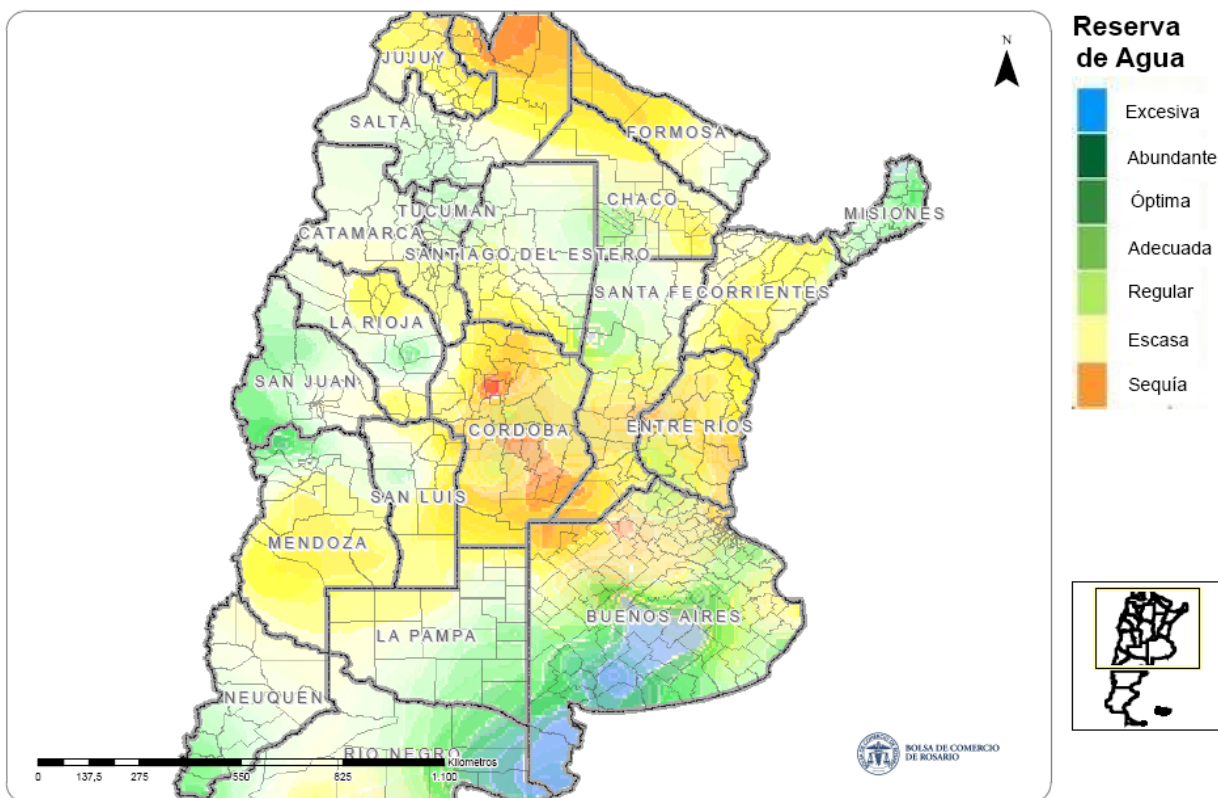 Reserva
de Agua
Excesiva
Abundante
Óptima
Adecuada
Regular
Escasa
Sequía
N
JUJUY
SALTA
FORMOSA
CHACO
MISIONES
TUCUMAN
CATAMARCA
SANTIAGO DEL ESTERO
SANTA FE
CORRIENTES
LA RIOJA
SAN JUAN
CORDOBA
ENTRE RIOS
SAN LUIS
MENDOZA
BUENOS AIRES
LA PAMPA
NEUQUEN
RIO NEGRO
Kilómetros
0 137,5 275 550 825 1.100
BOLSA DE COMERCIO
DE ROSARIO